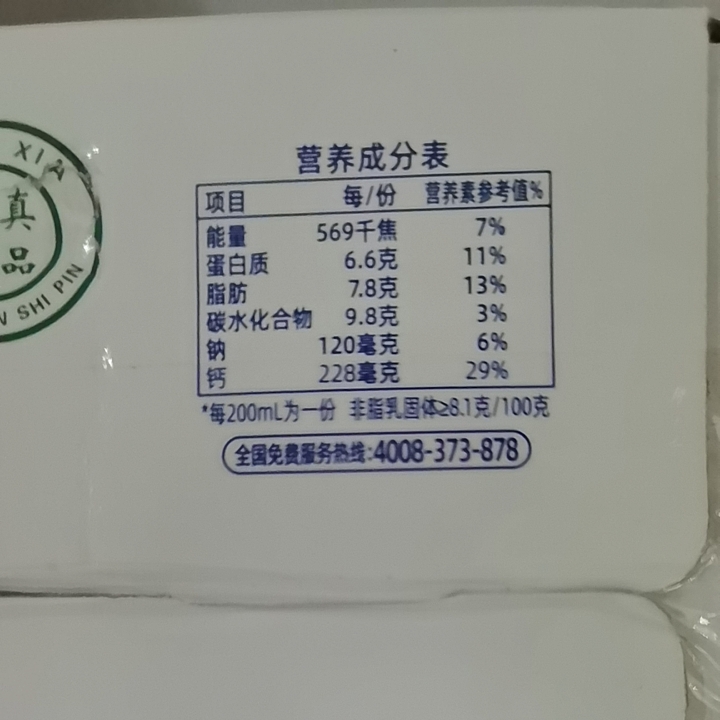 XIA
真
品
SHI PIN
营养成分表
项目 每/份 营养素参考值%
能量 569千焦 7%
蛋白质 6.6克 11%
脂肪 7.8克 13%
碳水化合物 9.8克 3%
钠 120毫克 6%
钙 228毫克 29%
*每200mL为一份 非脂乳固体≥8.1克/100克
全国免费服务热线:4008-373-878